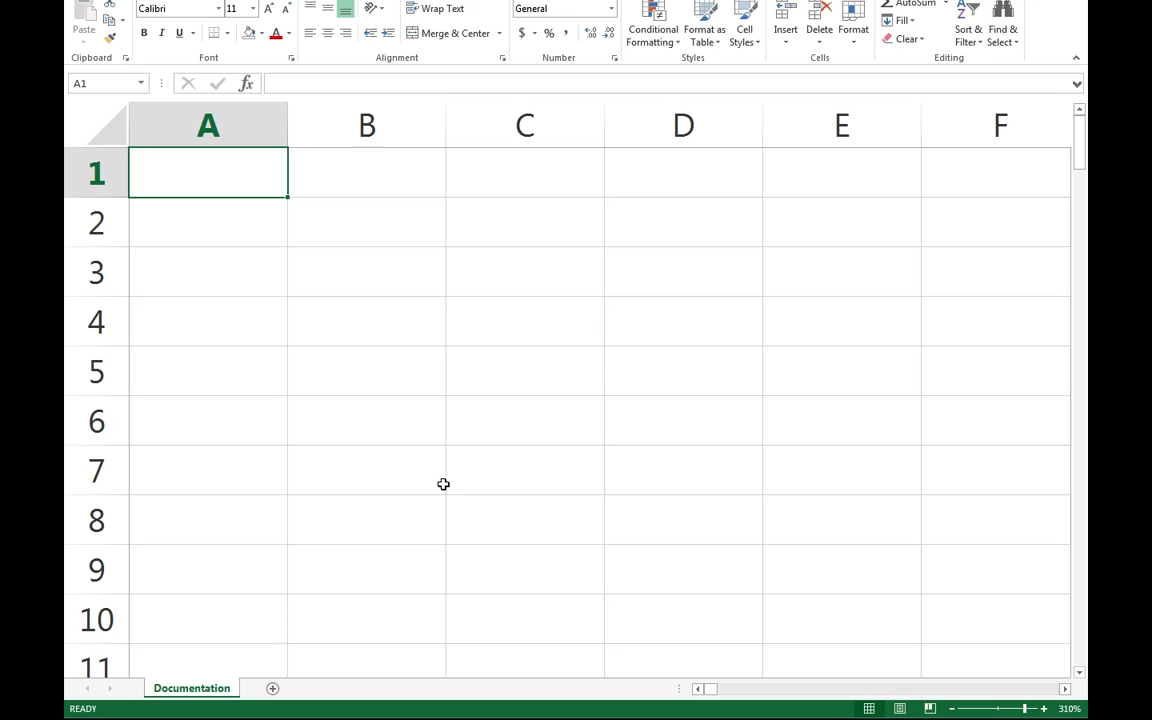 Calibri 11 Wrap Text General AutoSum
Paste B I U Merge & Center $ % , Conditional Format as Cell Insert Delete Format Fill Sort & Find &
Formatting Table Styles Clear Filter Select
Clipboard Font Alignment Number Styles Cells Editing
A1 fx
A B C D E F
1
2
3
4
5
6
7
8
9
10
11
Documentation
READY 310%